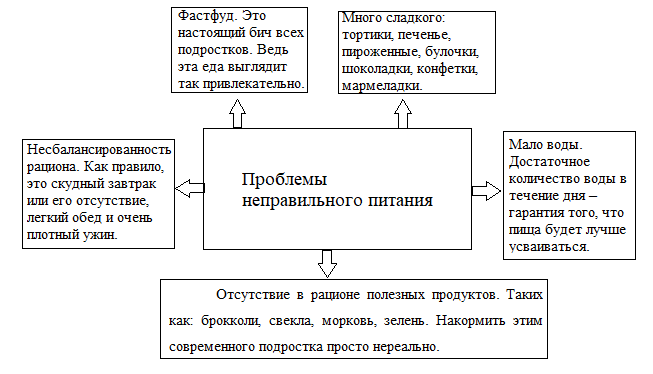 Фастфуд. Это
настоящий бич всех
подростков. Ведь
эта еда выглядит
так привлекательно.
Много сладкого:
тортики, печенье,
пироженные, булочки,
шоколадки, конфетки,
мармеладки.
Несбалансированность
рациона. Как правило,
это скудный завтрак
или его отсутствие,
легкий обед и очень
плотный ужин.
Проблемы
неправильного питания
Мало воды.
Достаточное
количество воды в
течение дня –
гарантия того, что
пища будет лучше
усваиваться.
Отсутствие в рационе полезных продуктов. Таких
как: брокколи, свекла, морковь, зелень. Накормить этим
современного подростка просто нереально.